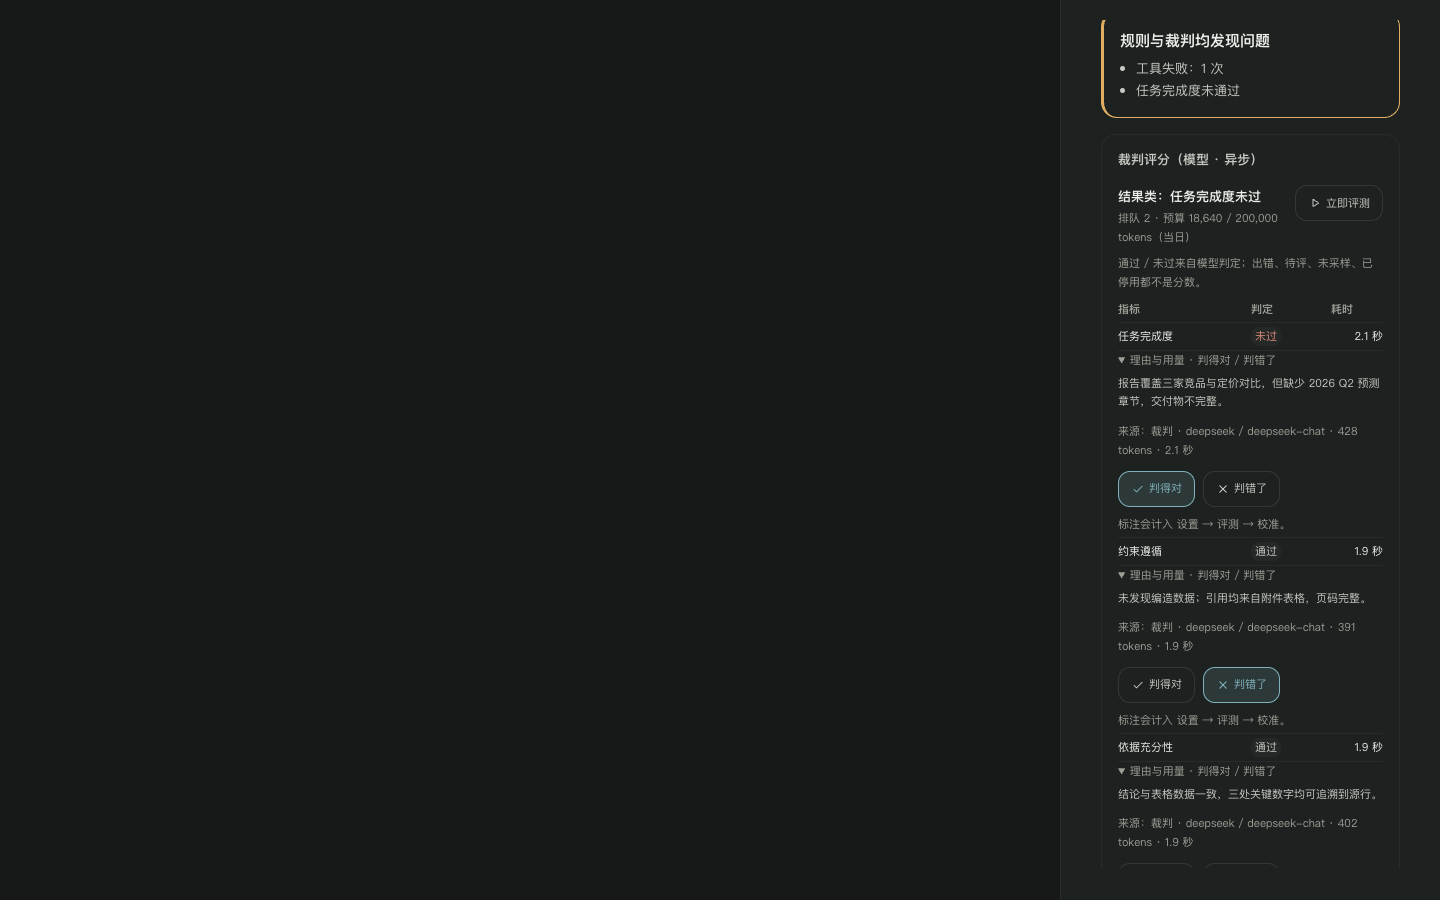 规则与裁判均发现问题
工具失败：1 次
任务完成度未通过
裁判评分（模型 · 异步）
结果类：任务完成度未过
排队 2 · 预算 18,640 / 200,000
tokens（当日）
立即评测
通过 / 未过来自模型判定；出错、待评、未采样、已
停用都不是分数。
指标 判定 耗时
任务完成度 未过 2.1 秒
▼ 理由与用量 · 判得对 / 判错了
报告覆盖三家竞品与定价对比，但缺少 2026 Q2 预测
章节，交付物不完整。
来源：裁判 · deepseek / deepseek-chat · 428
tokens · 2.1 秒
判得对 判错了
标注会计入 设置 → 评测 → 校准。
约束遵循 通过 1.9 秒
▼ 理由与用量 · 判得对 / 判错了
未发现编造数据；引用均来自附件表格，页码完整。
来源：裁判 · deepseek / deepseek-chat · 391
tokens · 1.9 秒
判得对 判错了
标注会计入 设置 → 评测 → 校准。
依据充分性 通过 1.9 秒
▼ 理由与用量 · 判得对 / 判错了
结论与表格数据一致，三处关键数字均可追溯到源行。
来源：裁判 · deepseek / deepseek-chat · 402
tokens · 1.9 秒